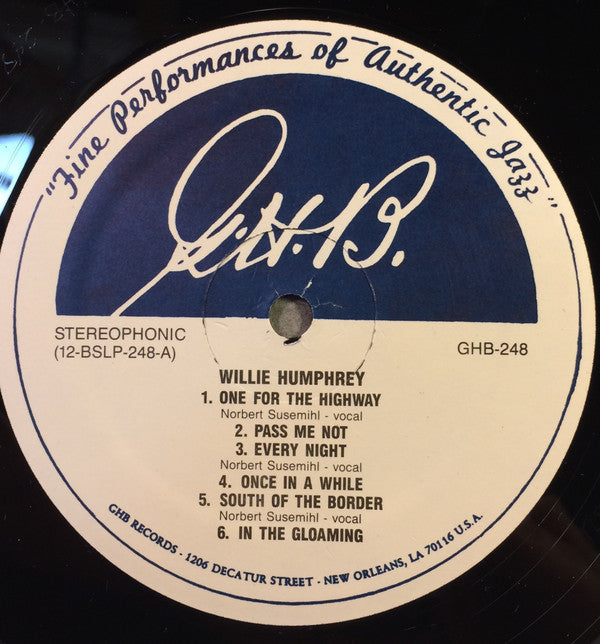 "Fine Performances of Authentic Jazz"
G.H.B.
STEREOPHONIC
(12-BSLP-248-A)
GHB-248
WILLIE HUMPHREY
1. ONE FOR THE HIGHWAY
Norbert Susemihl - vocal
2. PASS ME NOT
3. EVERY NIGHT
Norbert Susemihl - vocal
4. ONCE IN A WHILE
5. SOUTH OF THE BORDER
Norbert Susemihl - vocal
6. IN THE GLOAMING
GHB RECORDS - 1206 DECATUR STREET - NEW ORLEANS, LA 70116 U.S.A.